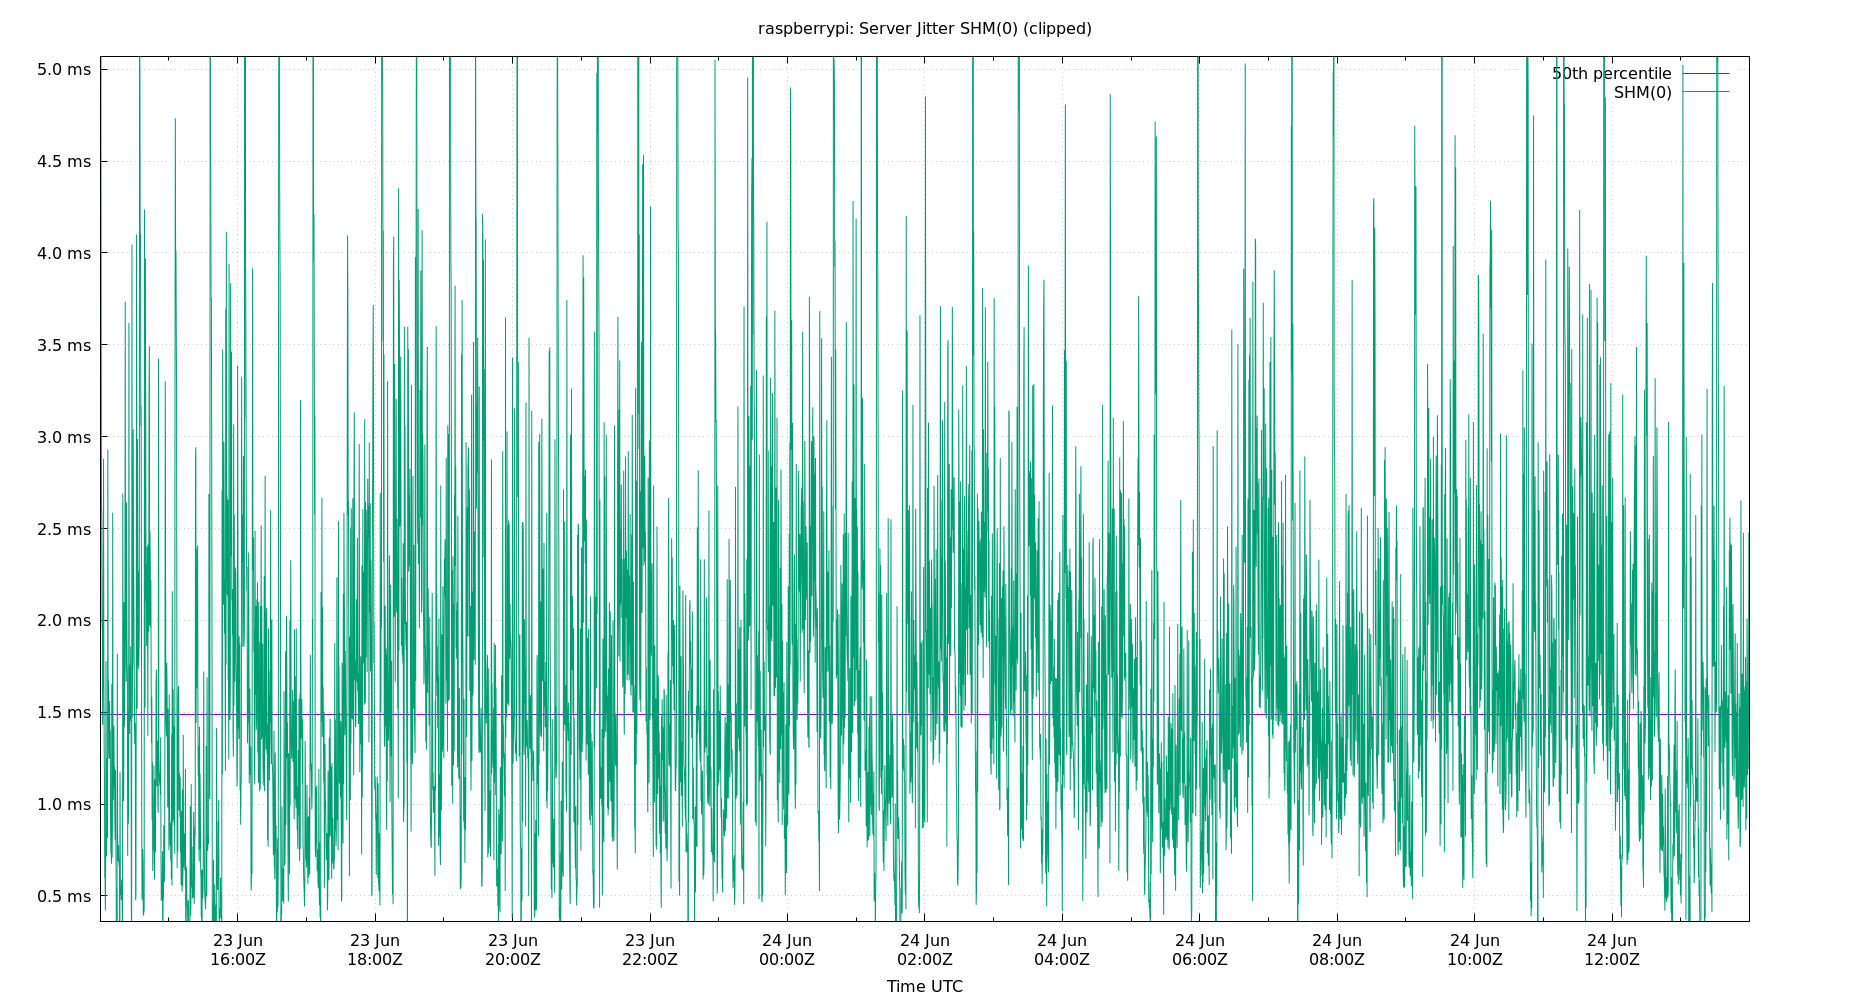 raspberrypi: Server Jitter SHM(0) (clipped)
5.0 ms
4.5 ms
4.0 ms
3.5 ms
3.0 ms
2.5 ms
2.0 ms
1.5 ms
1.0 ms
0.5 ms
50th percentile
SHM(0)
23 Jun 23 Jun 23 Jun 23 Jun 24 Jun 24 Jun 24 Jun 24 Jun 24 Jun 24 Jun 24 Jun
16:00Z 18:00Z 20:00Z 22:00Z 00:00Z 02:00Z 04:00Z 06:00Z 08:00Z 10:00Z 12:00Z
Time UTC